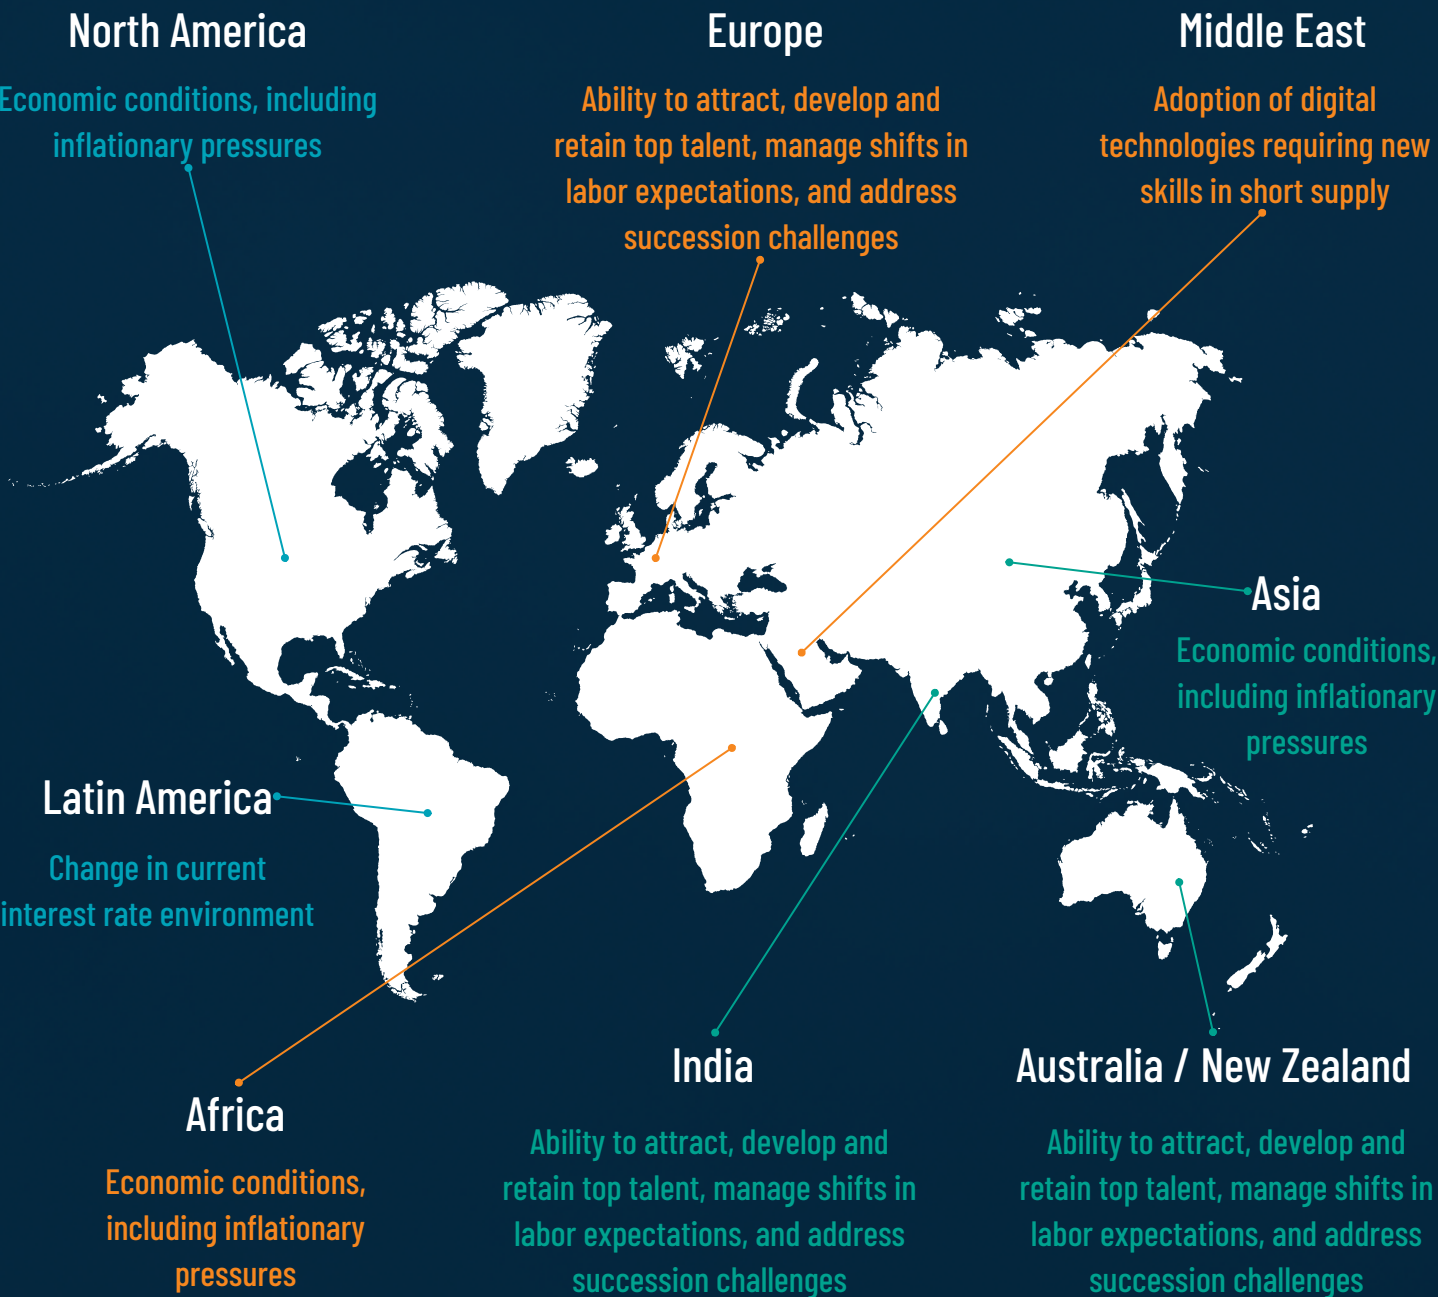 North America
Economic conditions, including
inflationary pressures
Europe
Ability to attract, develop and
retain top talent, manage shifts in
labor expectations, and address
succession challenges
Middle East
Adoption of digital
technologies requiring new
skills in short supply
Asia
Economic conditions,
including inflationary
pressures
Latin America
Change in current
interest rate environment
Africa
Economic conditions,
including inflationary
pressures
India
Ability to attract, develop and
retain top talent, manage shifts in
labor expectations, and address
succession challenges
Australia / New Zealand
Ability to attract, develop and
retain top talent, manage shifts in
labor expectations, and address
succession challenges